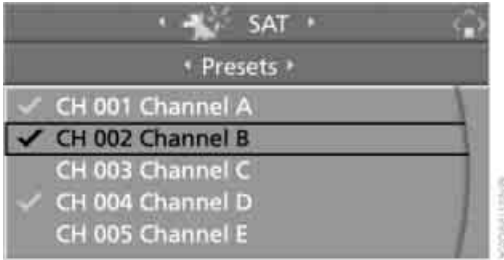 SAT
Presets
CH 001 Channel A
CH 002 Channel B
CH 003 Channel C
CH 004 Channel D
CH 005 Channel E